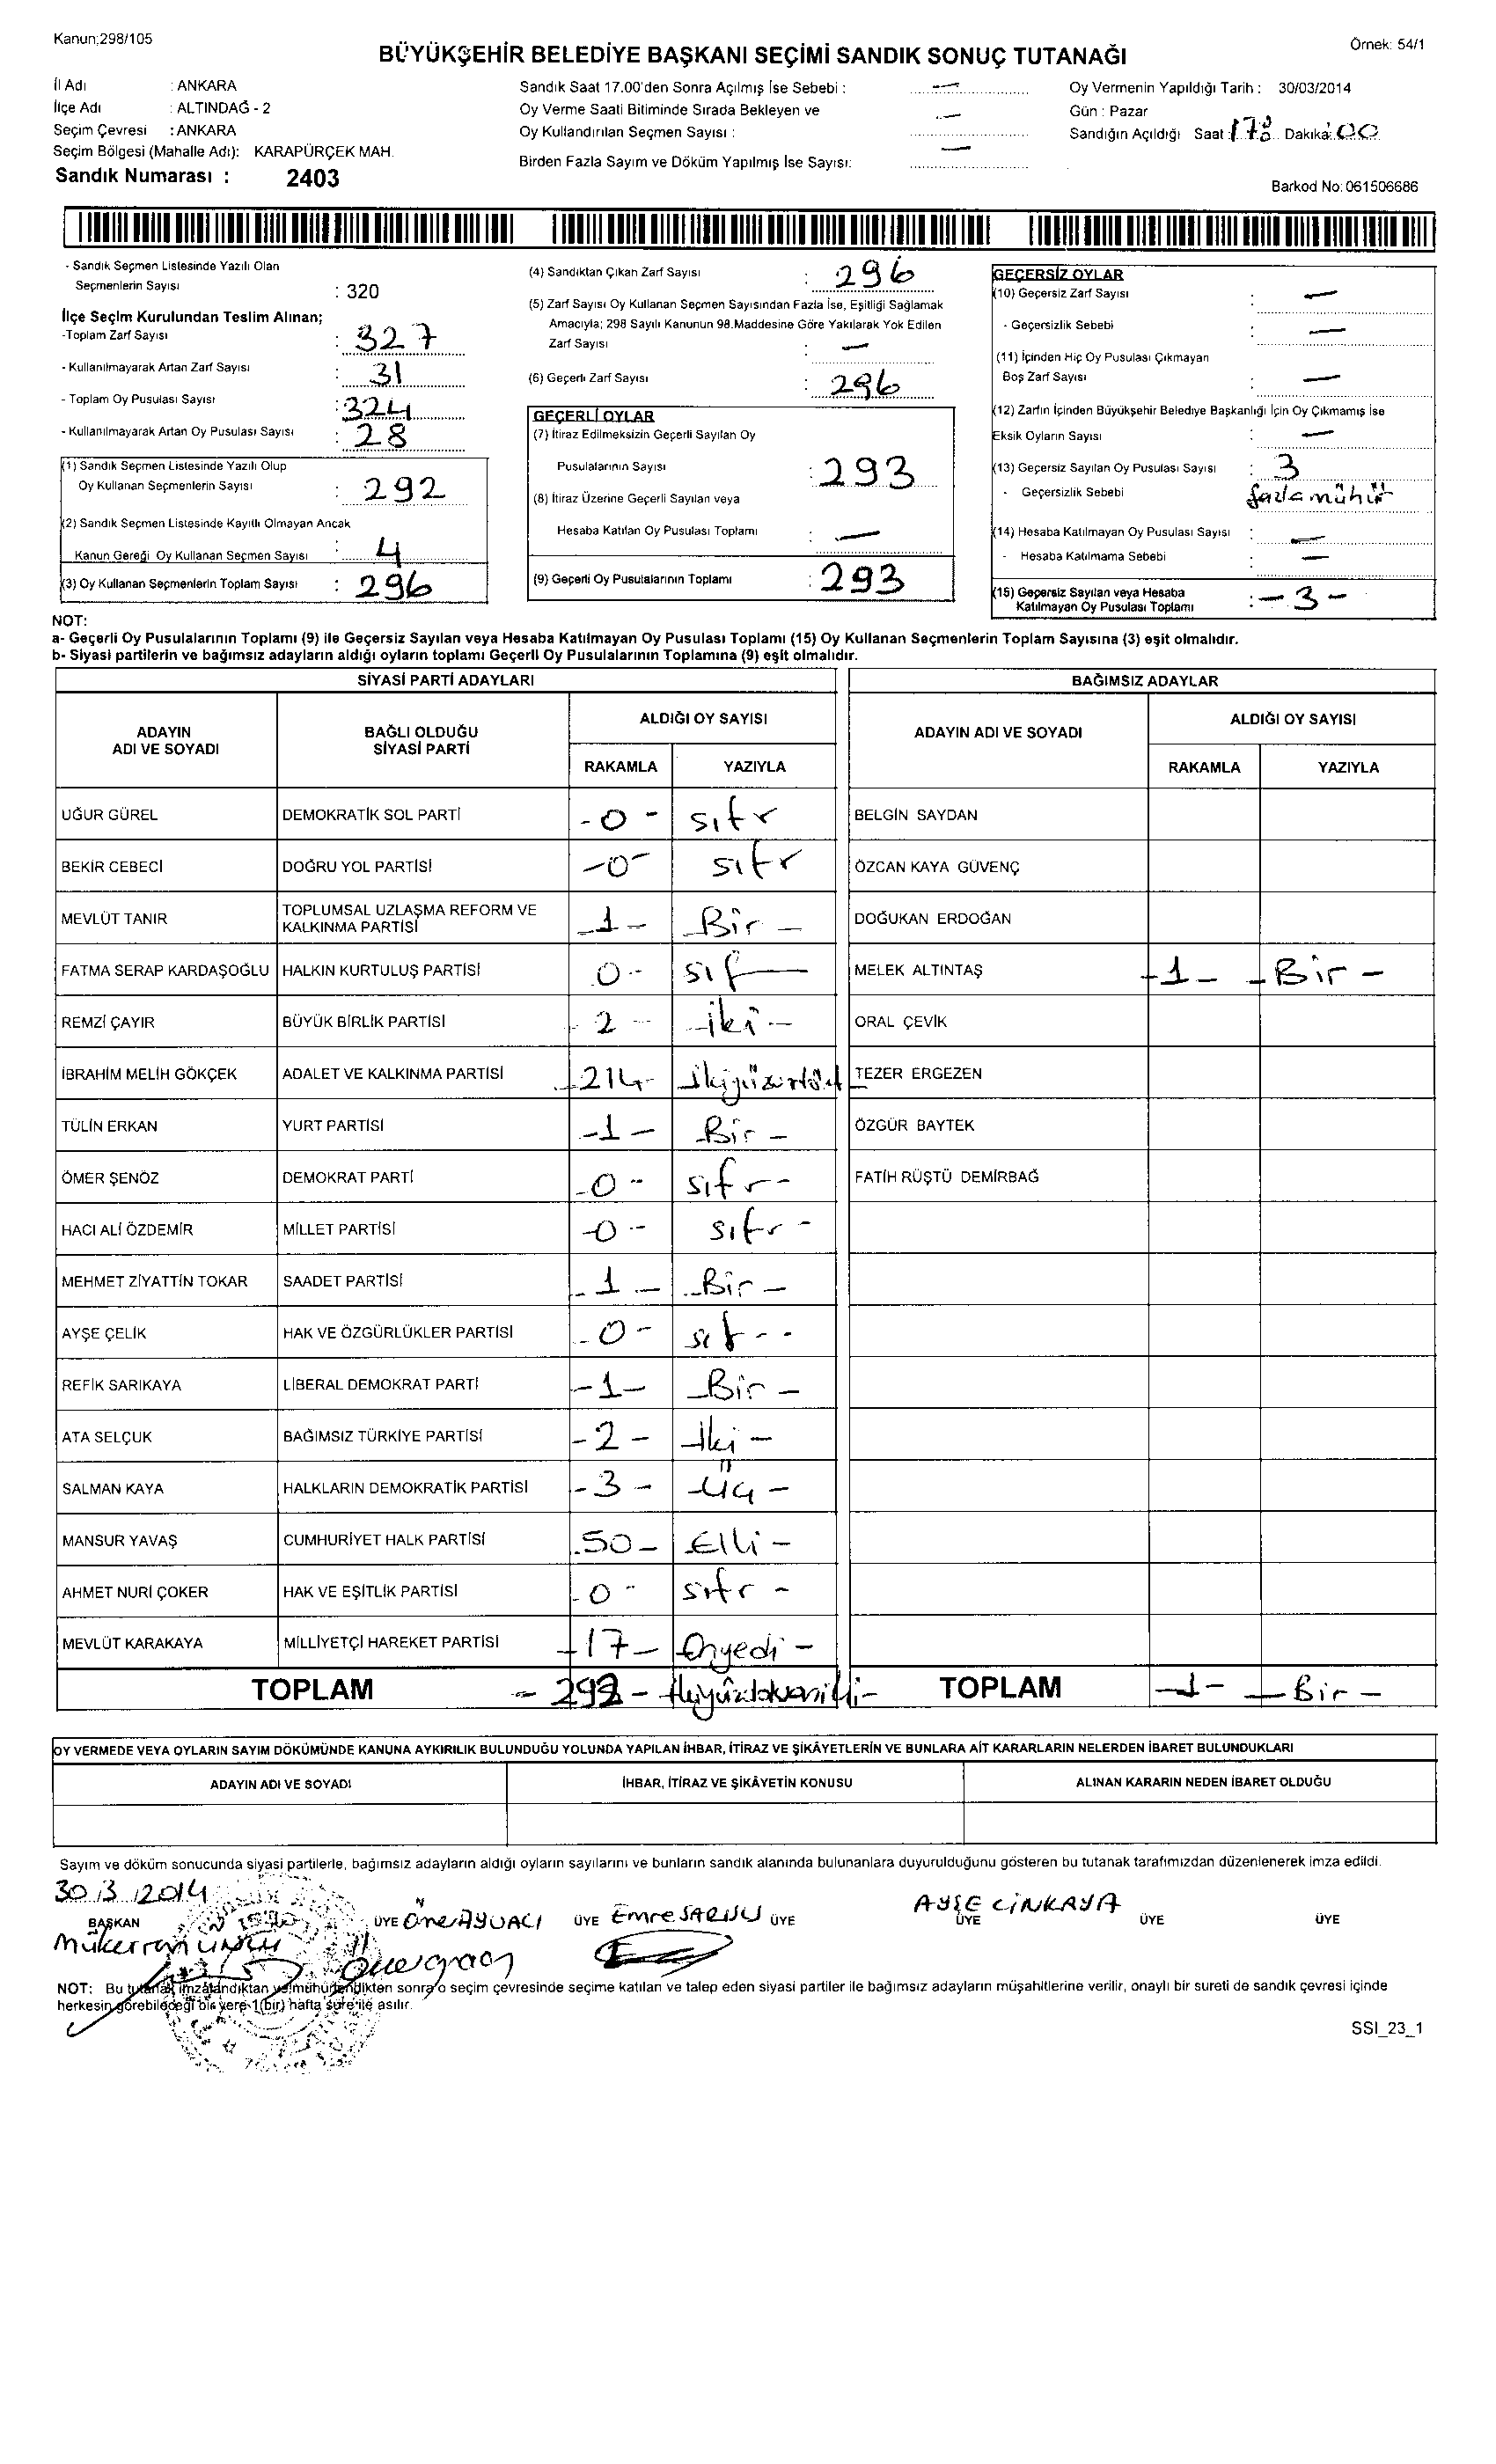 Kanun;298/105
Örnek: 54/1
BÜYÜKŞEHİR BELEDİYE BAŞKANI SEÇİMİ SANDIK SONUÇ TUTANAĞI
İl Adı : ANKARA
İlçe Adı : ALTINDAĞ - 2
Seçim Çevresi : ANKARA
Seçim Bölgesi (Mahalle Adı): KARAPÜRÇEK MAH.
Sandık Numarası : 2403
Sandık Saat 17.00'den Sonra Açılmış İse Sebebi : —
Oy Verme Saati Bitiminde Sırada Bekleyen ve
Oy Kullandırılan Seçmen Sayısı : —
Birden Fazla Sayım ve Döküm Yapılmış İse Sayısı: —
Oy Vermenin Yapıldığı Tarih : 30/03/2014
Gün : Pazar
Sandığın Açıldığı Saat : 17 Dakika: 00
Barkod No: 061506686
- Sandık Seçmen Listesinde Yazılı Olan
Seçmenlerin Sayısı : 320
İlçe Seçim Kurulundan Teslim Alınan;
-Toplam Zarf Sayısı : 327
- Kullanılmayarak Artan Zarf Sayısı : 31
- Toplam Oy Pusulası Sayısı : 324
- Kullanılmayarak Artan Oy Pusulası Sayısı : 28
(1) Sandık Seçmen Listesinde Yazılı Olup
Oy Kullanan Seçmenlerin Sayısı : 292
(2) Sandık Seçmen Listesinde Kayıtlı Olmayan Ancak
Kanun Gereği Oy Kullanan Seçmen Sayısı : 4
(3) Oy Kullanan Seçmenlerin Toplam Sayısı : 296
(4) Sandıktan Çıkan Zarf Sayısı : 296
(5) Zarf Sayısı Oy Kullanan Seçmen Sayısından Fazla İse, Eşitliği Sağlamak
Amacıyla; 298 Sayılı Kanunun 98.Maddesine Göre Yakılarak Yok Edilen
Zarf Sayısı : —
(6) Geçerli Zarf Sayısı : 296
GEÇERLİ OYLAR
(7) İtiraz Edilmeksizin Geçerli Sayılan Oy
Pusulalarının Sayısı : 293
(8) İtiraz Üzerine Geçerli Sayılan veya
Hesaba Katılan Oy Pusulası Toplamı : —
(9) Geçerli Oy Pusulalarının Toplamı : 293
GEÇERSİZ OYLAR
(10) Geçersiz Zarf Sayısı : —
- Geçersizlik Sebebi : —
(11) İçinden Hiç Oy Pusulası Çıkmayan
Boş Zarf Sayısı : —
(12) Zarfın İçinden Büyükşehir Belediye Başkanlığı İçin Oy Çıkmamış İse
Eksik Oyların Sayısı : —
(13) Geçersiz Sayılan Oy Pusulası Sayısı : 3
- Geçersizlik Sebebi fazla mühür
(14) Hesaba Katılmayan Oy Pusulası Sayısı : —
- Hesaba Katılmama Sebebi : —
(15) Geçersiz Sayılan veya Hesaba
Katılmayan Oy Pusulası Toplamı : - 3 -
NOT:
a- Geçerli Oy Pusulalarının Toplamı (9) ile Geçersiz Sayılan veya Hesaba Katılmayan Oy Pusulası Toplamı (15) Oy Kullanan Seçmenlerin Toplam Sayısına (3) eşit olmalıdır.
b- Siyasi partilerin ve bağımsız adayların aldığı oyların toplamı Geçerli Oy Pusulalarının Toplamına (9) eşit olmalıdır.
SİYASİ PARTİ ADAYLARI BAĞIMSIZ ADAYLAR
ADAYIN ADI VE SOYADI BAĞLI OLDUĞU SİYASİ PARTİ ALDIĞI OY SAYISI ADAYIN ADI VE SOYADI ALDIĞI OY SAYISI
RAKAMLA YAZIYLA RAKAMLA YAZIYLA
UĞUR GÜREL DEMOKRATİK SOL PARTİ - 0 - sıfr BELGİN SAYDAN
BEKİR CEBECİ DOĞRU YOL PARTİSİ - 0 - sıfr ÖZCAN KAYA GÜVENÇ
MEVLÜT TANIR TOPLUMSAL UZLAŞMA REFORM VE KALKINMA PARTİSİ - 1 - Bir - DOĞUKAN ERDOĞAN
FATMA SERAP KARDAŞOĞLU HALKIN KURTULUŞ PARTİSİ 0 - sıf — MELEK ALTINTAŞ - 1 - - Bir -
REMZİ ÇAYIR BÜYÜK BİRLİK PARTİSİ - 2 - - iki - ORAL ÇEVİK
İBRAHİM MELİH GÖKÇEK ADALET VE KALKINMA PARTİSİ - 214 - TEZER ERGEZEN
TÜLİN ERKAN YURT PARTİSİ - 1 - - Bir - ÖZGÜR BAYTEK
ÖMER ŞENÖZ DEMOKRAT PARTİ - 0 - sıfr - FATİH RÜŞTÜ DEMİRBAĞ
HACI ALİ ÖZDEMİR MİLLET PARTİSİ - 0 - sıfr -
MEHMET ZİYATTİN TOKAR SAADET PARTİSİ - 1 - - Bir -
AYŞE ÇELİK HAK VE ÖZGÜRLÜKLER PARTİSİ - 0 - sıf - -
REFİK SARIKAYA LİBERAL DEMOKRAT PARTİ - 1 - - Bir -
ATA SELÇUK BAĞIMSIZ TÜRKİYE PARTİSİ - 2 - - İki -
SALMAN KAYA HALKLARIN DEMOKRATİK PARTİSİ - 3 - - Üç -
MANSUR YAVAŞ CUMHURİYET HALK PARTİSİ - 50 - - Elli -
AHMET NURİ ÇOKER HAK VE EŞİTLİK PARTİSİ - 0 - sıfr -
MEVLÜT KARAKAYA MİLLİYETÇİ HAREKET PARTİSİ - 17 - - Onyedi -
TOPLAM - 292 - TOPLAM - 1 - - Bir -
OY VERMEDE VEYA OYLARIN SAYIM DÖKÜMÜNDE KANUNA AYKIRILIK BULUNDUĞU YOLUNDA YAPILAN İHBAR, İTİRAZ VE ŞİKÂYETLERİN VE BUNLARA AİT KARARLARIN NELERDEN İBARET BULUNDUKLARI
ADAYIN ADI VE SOYADI İHBAR, İTİRAZ VE ŞİKÂYETİN KONUSU ALINAN KARARIN NEDEN İBARET OLDUĞU
Sayım ve döküm sonucunda siyasi partilerle, bağımsız adayların aldığı oyların sayılarını ve bunların sandık alanında bulunanlara duyurulduğunu gösteren bu tutanak tarafımızdan düzenlenerek imza edildi.
30/3/2014
BAŞKAN ÜYE ÜYE Emre ÜYE AYŞE CİNKAYA ÜYE ÜYE ÜYE
NOT: Bu tutanak imzalandıktan ve mühürlendikten sonra o seçim çevresinde seçime katılan ve talep eden siyasi partiler ile bağımsız adayların müşahitlerine verilir, onaylı bir sureti de sandık çevresi içinde
herkesin görebileceği bir yere 1(bir) hafta süre ile asılır.
SSI_23_1